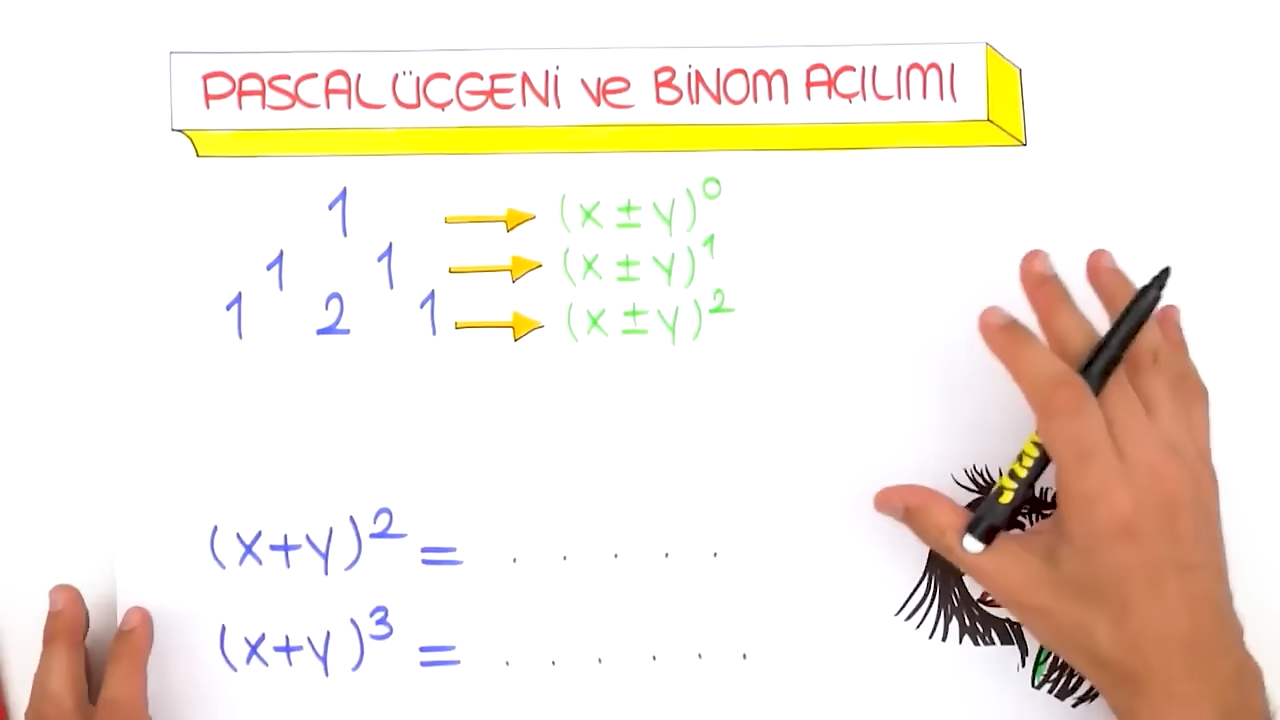 PASCAL ÜÇGENİ ve BİNOM AÇILIMI
1 → (x ± y)⁰
1 1 → (x ± y)¹
1 2 1 → (x ± y)²
(x+y)² = . . . . .
(x+y)³ = . . . . . .